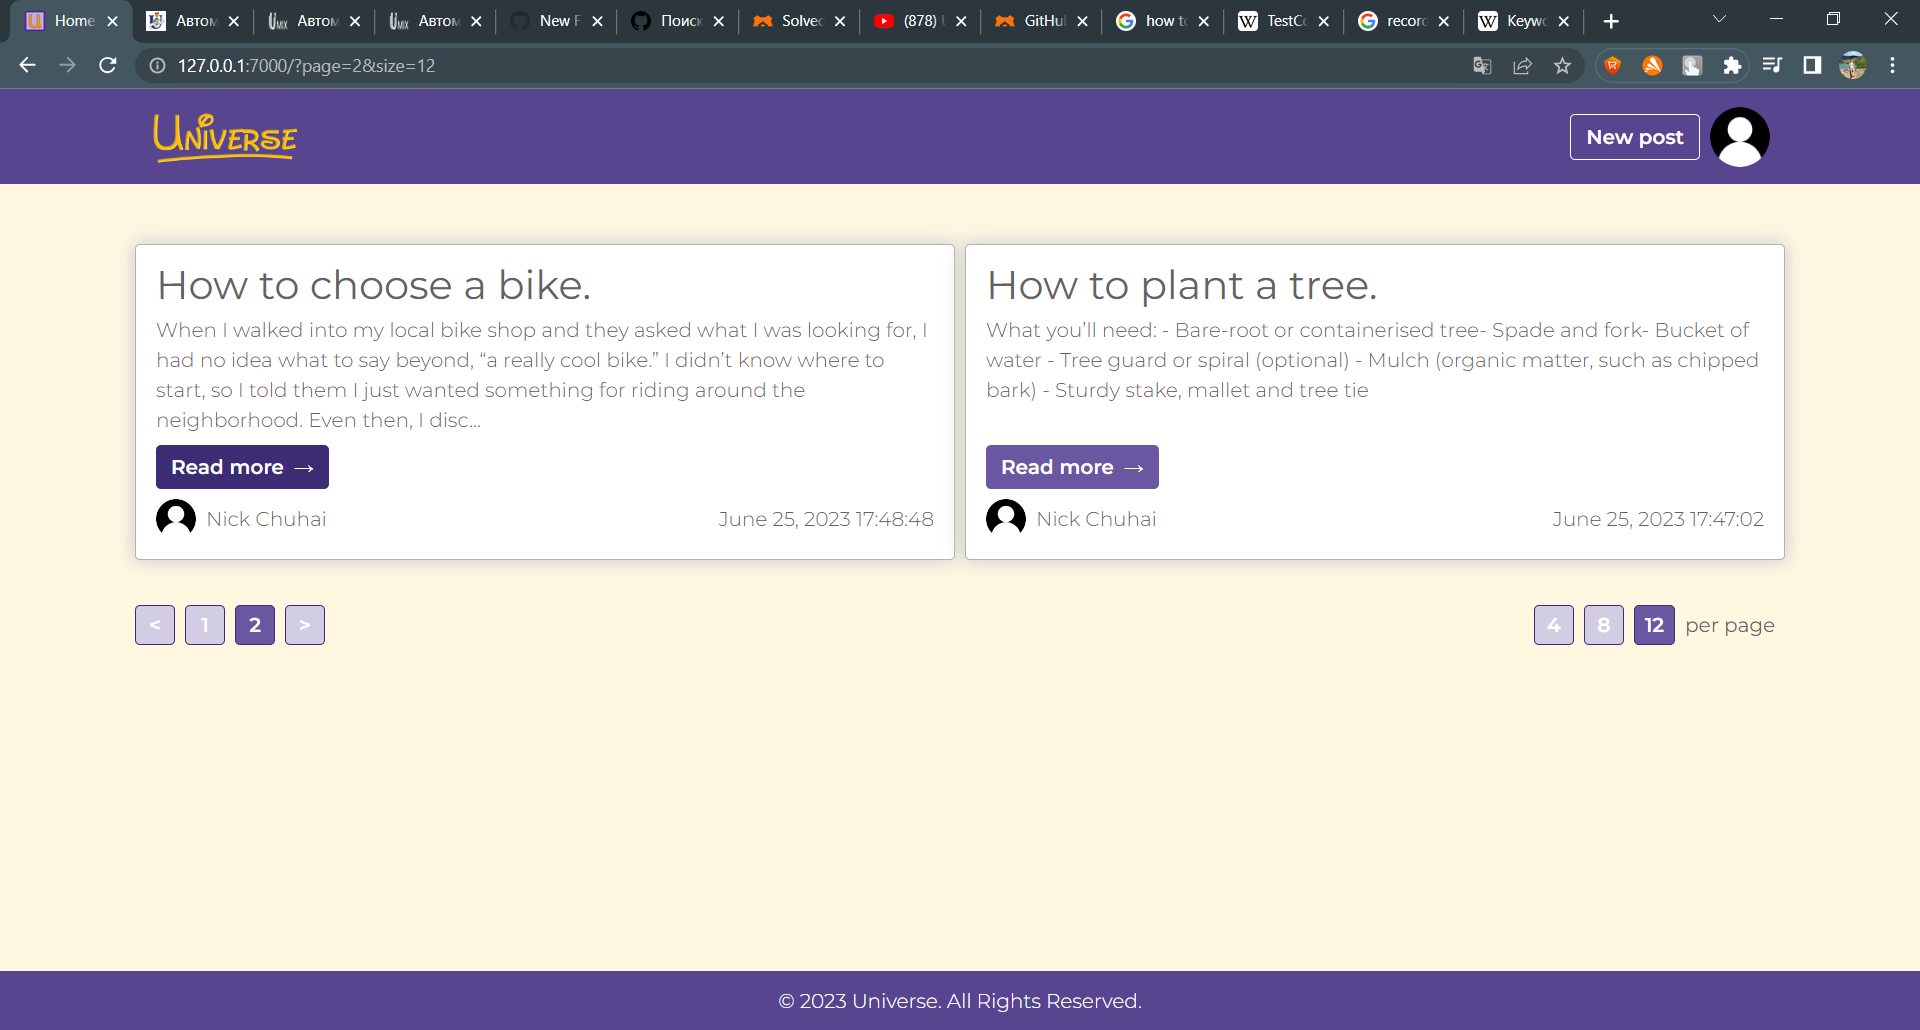 Home
Автом
Автом
Автом
New F
Поиск
Solved
(878)
GitHu
how to
TestCo
record
Keywo
127.0.0.1:7000/?page=2&size=12
UNIVERSE
New post
How to choose a bike.
When I walked into my local bike shop and they asked what I was looking for, I
had no idea what to say beyond, “a really cool bike.” I didn’t know where to
start, so I told them I just wanted something for riding around the
neighborhood. Even then, I disc...
Read more →
Nick Chuhai
June 25, 2023 17:48:48
How to plant a tree.
What you’ll need: - Bare-root or containerised tree- Spade and fork- Bucket of
water - Tree guard or spiral (optional) - Mulch (organic matter, such as chipped
bark) - Sturdy stake, mallet and tree tie
Read more →
Nick Chuhai
June 25, 2023 17:47:02
< 1 2 >
4 8 12 per page
© 2023 Universe. All Rights Reserved.